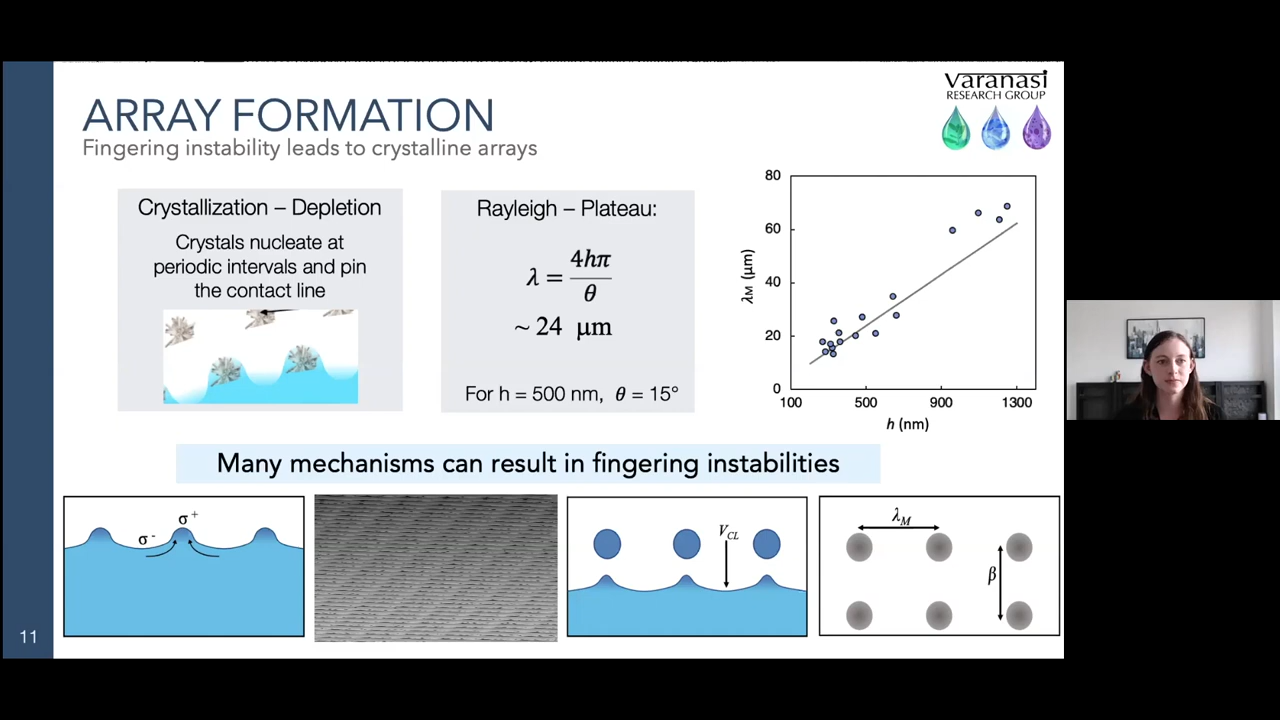 Varanasi
RESEARCH GROUP
ARRAY FORMATION
Fingering instability leads to crystalline arrays
Crystallization – Depletion
Crystals nucleate at
periodic intervals and pin
the contact line
Rayleigh – Plateau:
λ = 4hπ / θ
~ 24 μm
For h = 500 nm, θ = 15°
80
60
40
20
0
λM (μm)
100 500 900 1300
h (nm)
Many mechanisms can result in fingering instabilities
σ+
σ-
VCL
λM
β
11